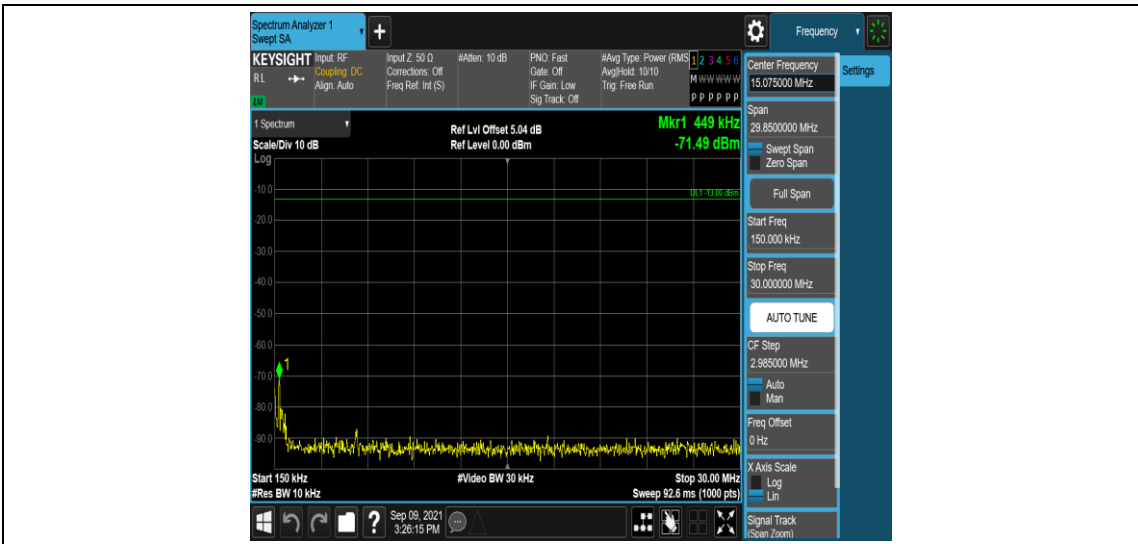 Spectrum Analyzer 1
Swept SA
+
Frequency
KEYSIGHT
RL
LXI
Input: RF
Coupling: DC
Align: Auto
Input Z: 50 Ω
Corrections: Off
Freq Ref: Int (S)
#Atten: 10 dB
PNO: Fast
Gate: Off
IF Gain: Low
Sig Track: Off
#Avg Type: Power (RMS
Avg|Hold: 10/10
Trig: Free Run
1 2 3 4 5 6
M W W W W W
P P P P P P
Center Frequency
15.075000 MHz
Settings
1 Spectrum
Scale/Div 10 dB
Ref Lvl Offset 5.04 dB
Ref Level 0.00 dBm
Mkr1 449 kHz
-71.49 dBm
Log
DL1 -13.00 dBm
-10.0
-20.0
-30.0
-40.0
-50.0
-60.0
-70.0
-80.0
-90.0
1
Start 150 kHz
#Res BW 10 kHz
#Video BW 30 kHz
Stop 30.00 MHz
Sweep 92.6 ms (1000 pts)
Span
29.8500000 MHz
Swept Span
Zero Span
Full Span
Start Freq
150.000 kHz
Stop Freq
30.000000 MHz
AUTO TUNE
CF Step
2.985000 MHz
Auto
Man
Freq Offset
0 Hz
X Axis Scale
Log
Lin
Signal Track
(Span Zoom)
?
Sep 09, 2021
3:26:15 PM